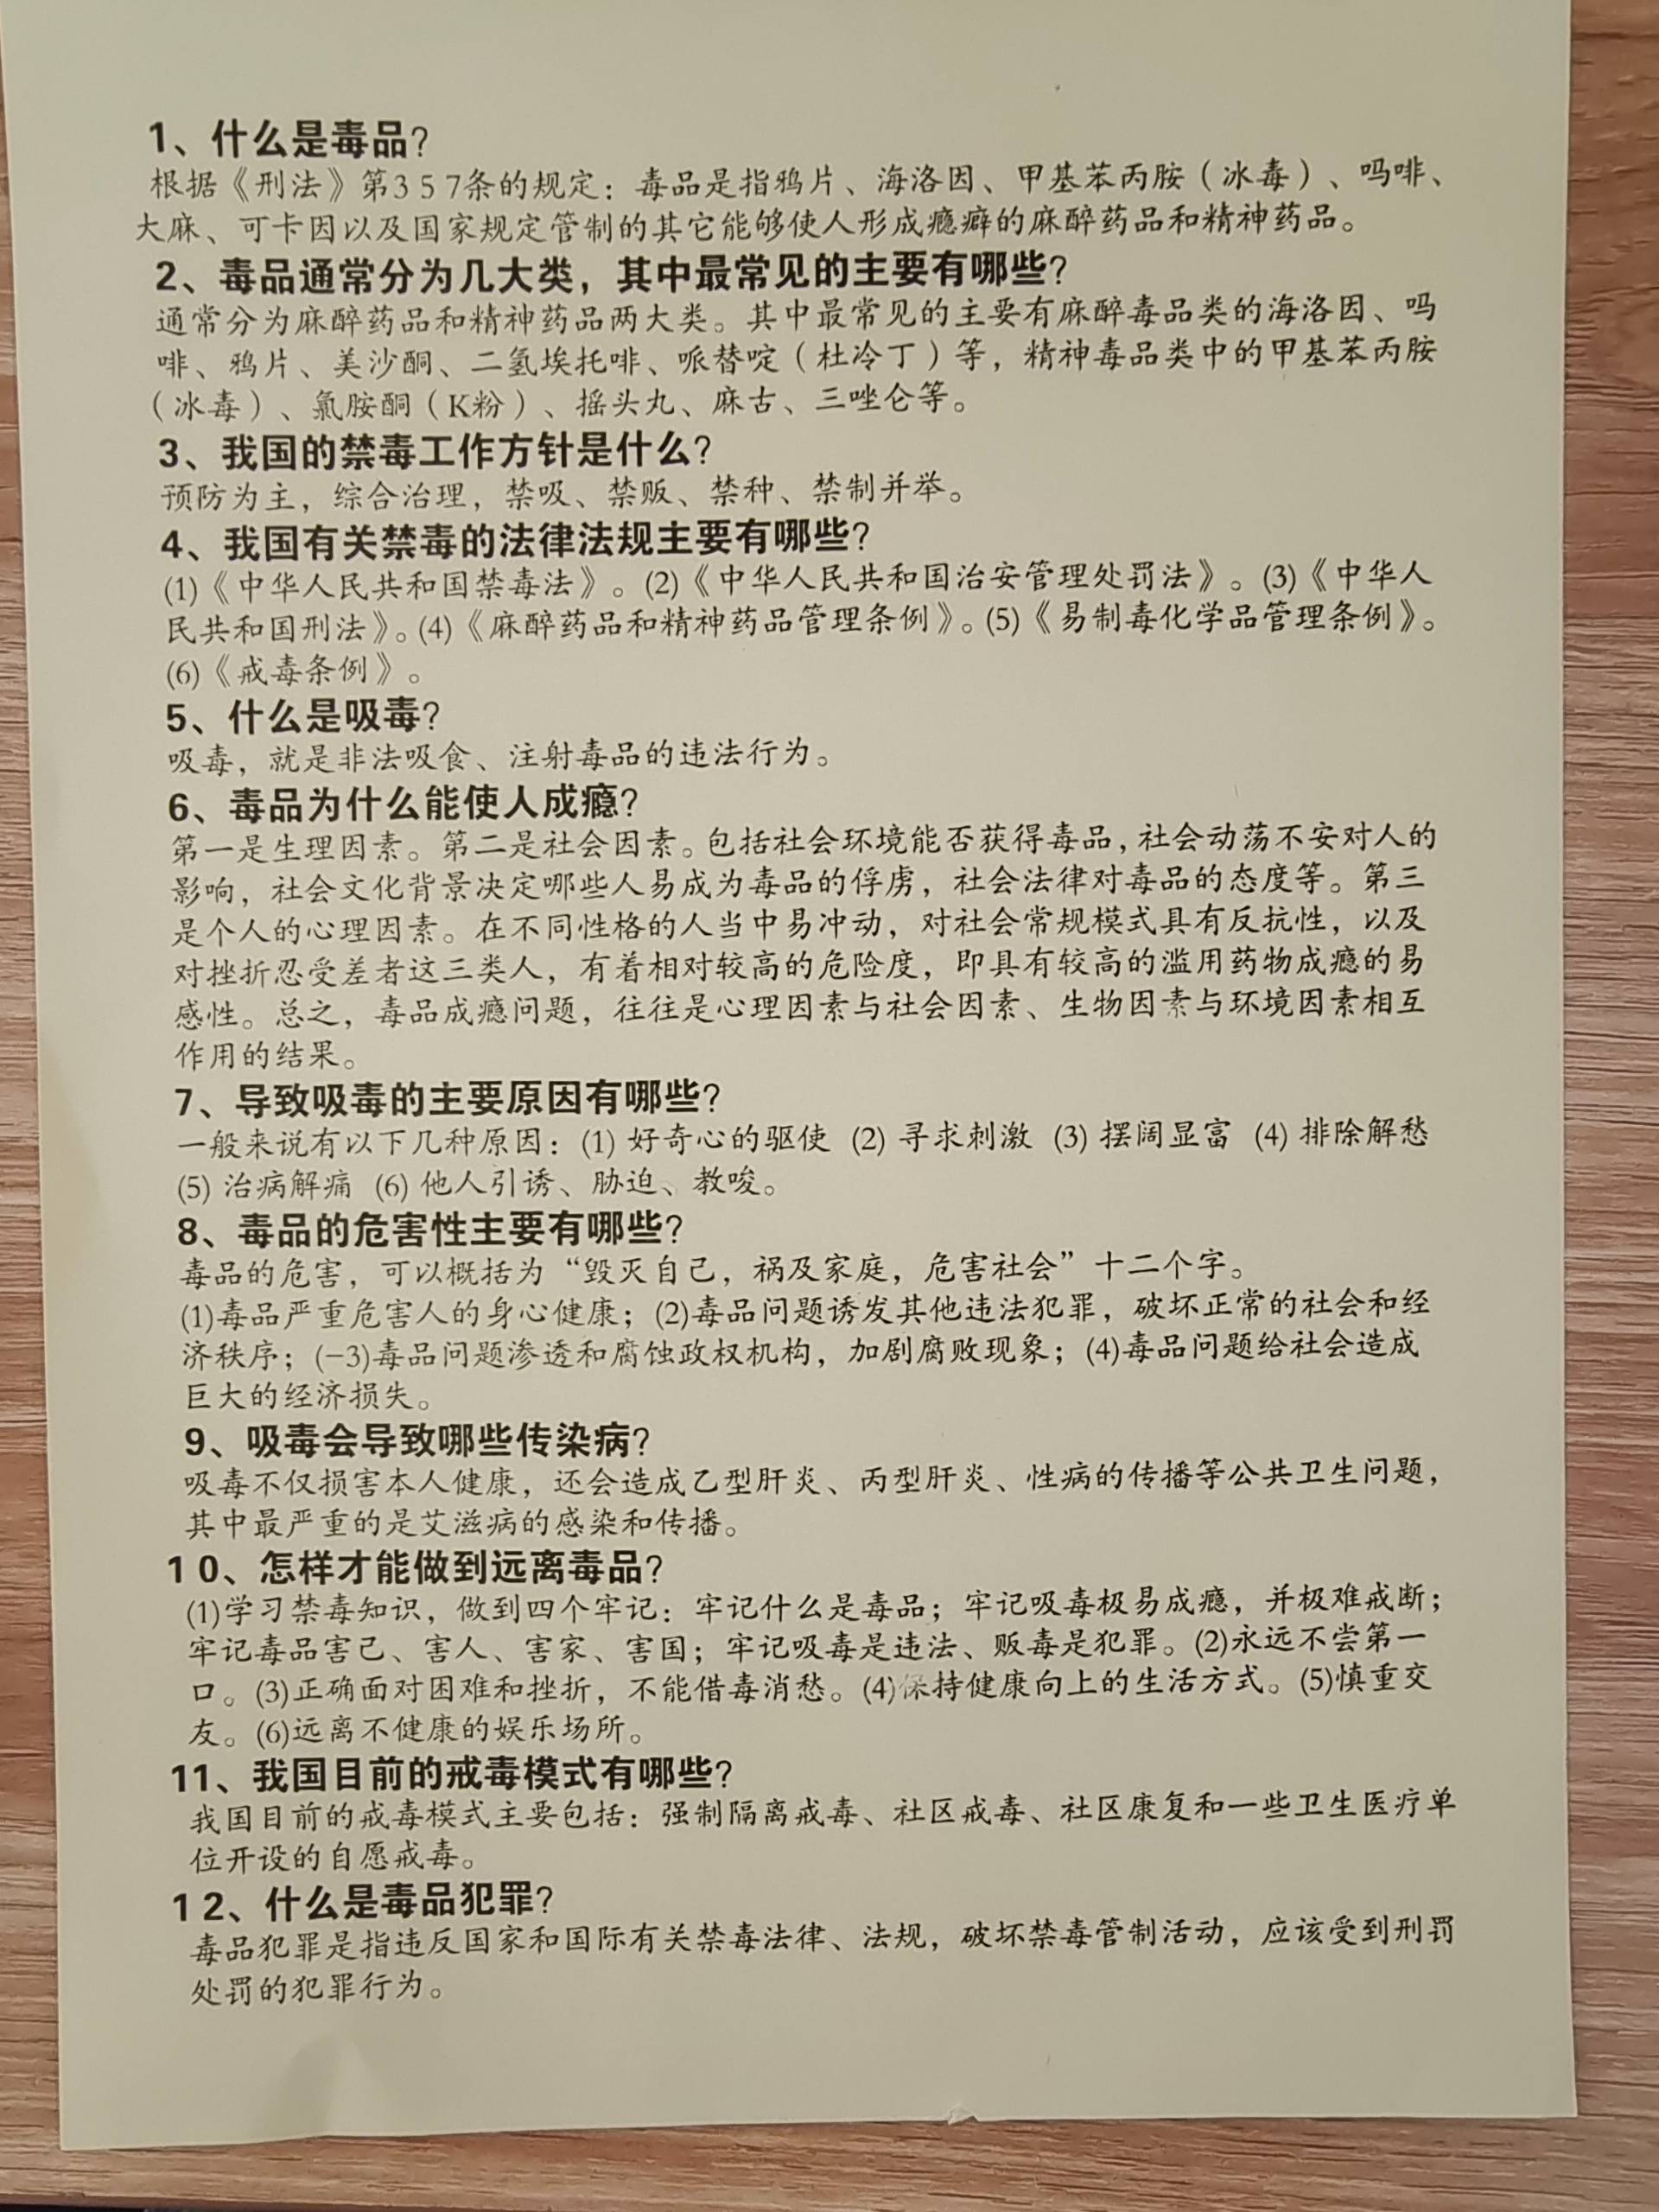 1、什么是毒品?
根据《刑法》第357条的规定：毒品是指鸦片、海洛因、甲基苯丙胺（冰毒）、吗啡、
大麻、可卡因以及国家规定管制的其它能够使人形成瘾癖的麻醉药品和精神药品。
2、毒品通常分为几大类，其中最常见的主要有哪些?
通常分为麻醉药品和精神药品两大类。其中最常见的主要有麻醉毒品类的海洛因、吗
啡、鸦片、美沙酮、二氢埃托啡、哌替啶（杜冷丁）等，精神毒品类中的甲基苯丙胺
（冰毒）、氯胺酮（K粉）、摇头丸、麻古、三唑仑等。
3、我国的禁毒工作方针是什么?
预防为主，综合治理，禁吸、禁贩、禁种、禁制并举。
4、我国有关禁毒的法律法规主要有哪些?
(1)《中华人民共和国禁毒法》。(2)《中华人民共和国治安管理处罚法》。(3)《中华人
民共和国刑法》。(4)《麻醉药品和精神药品管理条例》。(5)《易制毒化学品管理条例》。
(6)《戒毒条例》。
5、什么是吸毒?
吸毒，就是非法吸食、注射毒品的违法行为。
6、毒品为什么能使人成瘾?
第一是生理因素。第二是社会因素。包括社会环境能否获得毒品，社会动荡不安对人的
影响，社会文化背景决定哪些人易成为毒品的俘虏，社会法律对毒品的态度等。第三
是个人的心理因素。在不同性格的人当中易冲动，对社会常规模式具有反抗性，以及
对挫折忍受差者这三类人，有着相对较高的危险度，即具有较高的滥用药物成瘾的易
感性。总之，毒品成瘾问题，往往是心理因素与社会因素、生物因素与环境因素相互
作用的结果。
7、导致吸毒的主要原因有哪些?
一般来说有以下几种原因：(1) 好奇心的驱使 (2) 寻求刺激 (3) 摆阔显富 (4) 排除解愁
(5) 治病解痛 (6) 他人引诱、胁迫、教唆。
8、毒品的危害性主要有哪些?
毒品的危害，可以概括为“毁灭自己，祸及家庭，危害社会”十二个字。
(1)毒品严重危害人的身心健康；(2)毒品问题诱发其他违法犯罪，破坏正常的社会和经
济秩序；(-3)毒品问题渗透和腐蚀政权机构，加剧腐败现象；(4)毒品问题给社会造成
巨大的经济损失。
9、吸毒会导致哪些传染病?
吸毒不仅损害本人健康，还会造成乙型肝炎、丙型肝炎、性病的传播等公共卫生问题，
其中最严重的是艾滋病的感染和传播。
10、怎样才能做到远离毒品?
(1)学习禁毒知识，做到四个牢记：牢记什么是毒品；牢记吸毒极易成瘾，并极难戒断；
牢记毒品害己、害人、害家、害国；牢记吸毒是违法、贩毒是犯罪。(2)永远不尝第一
口。(3)正确面对困难和挫折，不能借毒消愁。(4)保持健康向上的生活方式。(5)慎重交
友。(6)远离不健康的娱乐场所。
11、我国目前的戒毒模式有哪些?
我国目前的戒毒模式主要包括：强制隔离戒毒、社区戒毒、社区康复和一些卫生医疗单
位开设的自愿戒毒。
12、什么是毒品犯罪?
毒品犯罪是指违反国家和国际有关禁毒法律、法规，破坏禁毒管制活动，应该受到刑罚
处罚的犯罪行为。